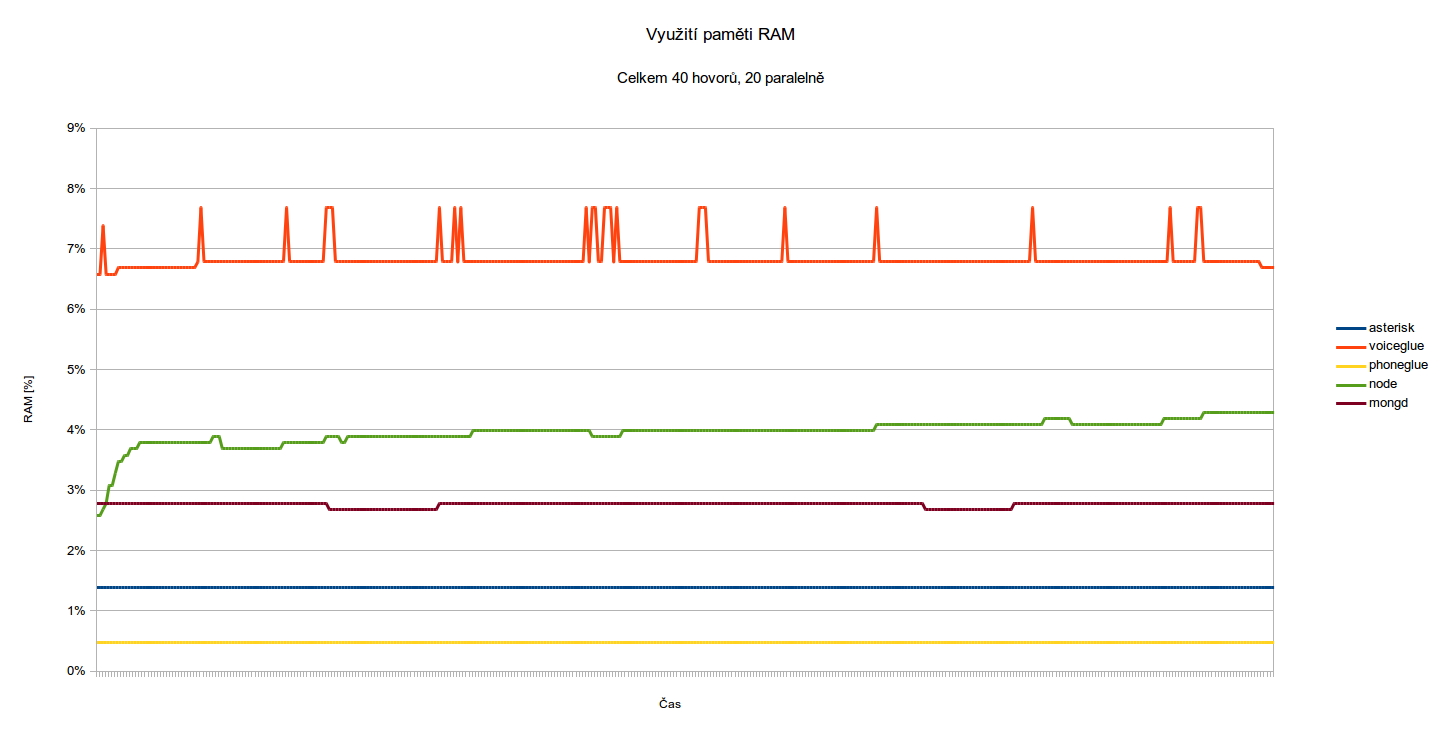 Využití paměti RAM
Celkem 40 hovorů, 20 paralelně
9%
8%
7%
6%
5%
4%
3%
2%
1%
0%
RAM [%]
Čas
asterisk
voiceglue
phoneglue
node
mongd